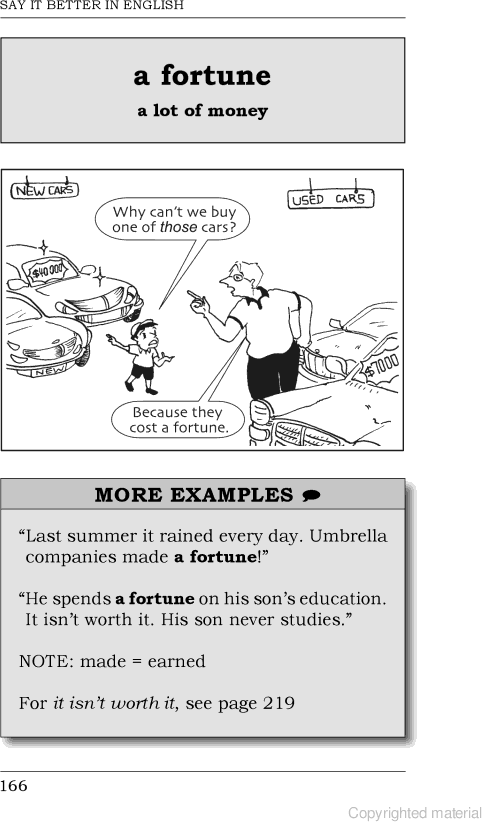 SAY IT BETTER IN ENGLISH
a fortune
a lot of money
NEW CARS
USED CARS
Why can't we buy
one of those cars?
$40 000
NEW
$7000
Because they
cost a fortune.
MORE EXAMPLES
“Last summer it rained every day. Umbrella
companies made a fortune!”
“He spends a fortune on his son's education.
It isn't worth it. His son never studies.”
NOTE: made = earned
For it isn't worth it, see page 219
166
Copyrighted material